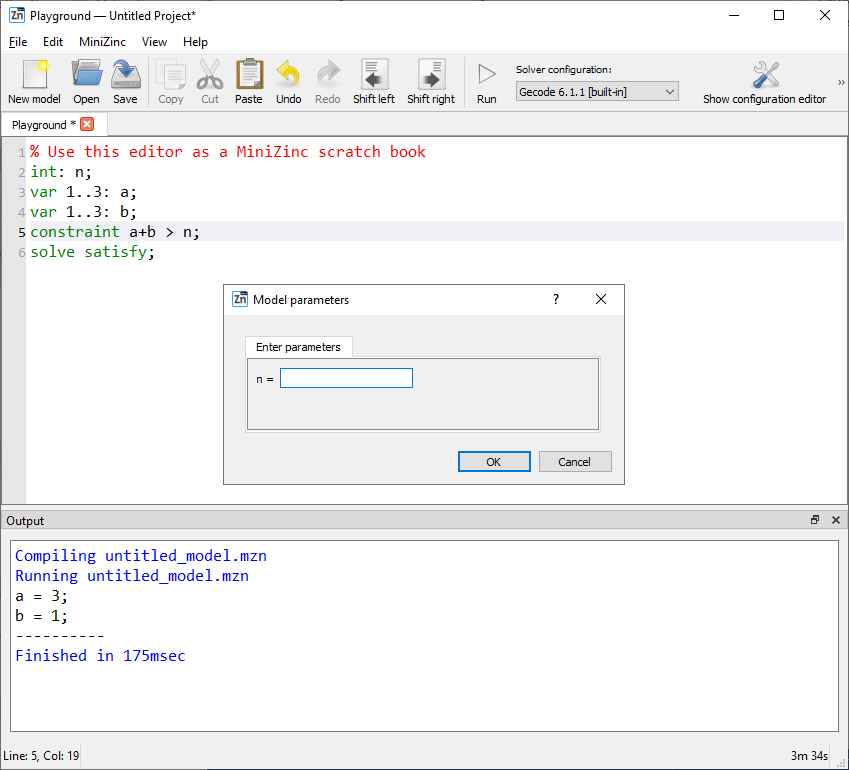 Zn Playground — Untitled Project*
File Edit MiniZinc View Help
New model Open Save Copy Cut Paste Undo Redo Shift left Shift right Run Solver configuration: Show configuration editor »
Gecode 6.1.1 [built-in]
Playground *
1 % Use this editor as a MiniZinc scratch book
2 int: n;
3 var 1..3: a;
4 var 1..3: b;
5 constraint a+b > n;
6 solve satisfy;
Zn Model parameters ?
Enter parameters
n =
OK Cancel
Output
Compiling untitled_model.mzn
Running untitled_model.mzn
a = 3;
b = 1;
----------
Finished in 175msec
Line: 5, Col: 19 3m 34s